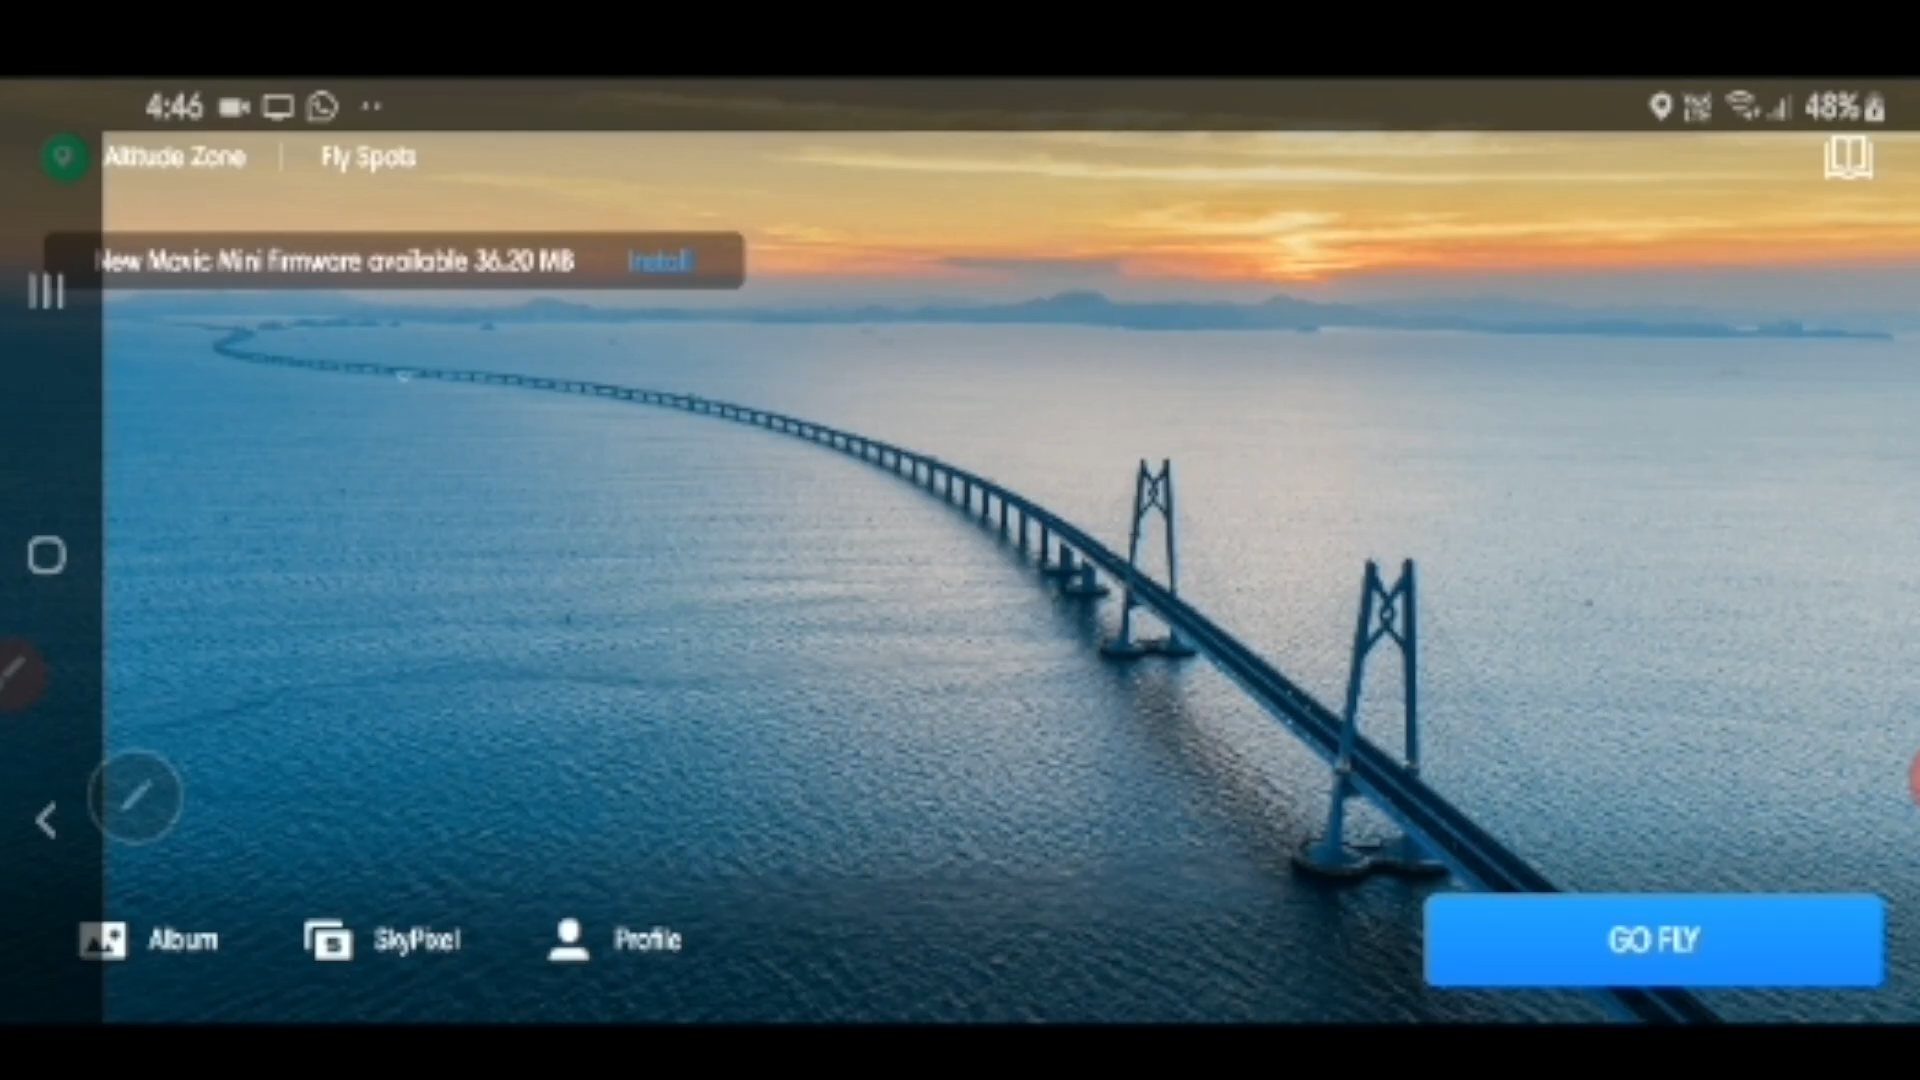 4:46
48%
Altitude Zone | Fly Spots
New Mavic Mini firmware available 36.20 MB Install
Album SkyPixel Profile GO FLY